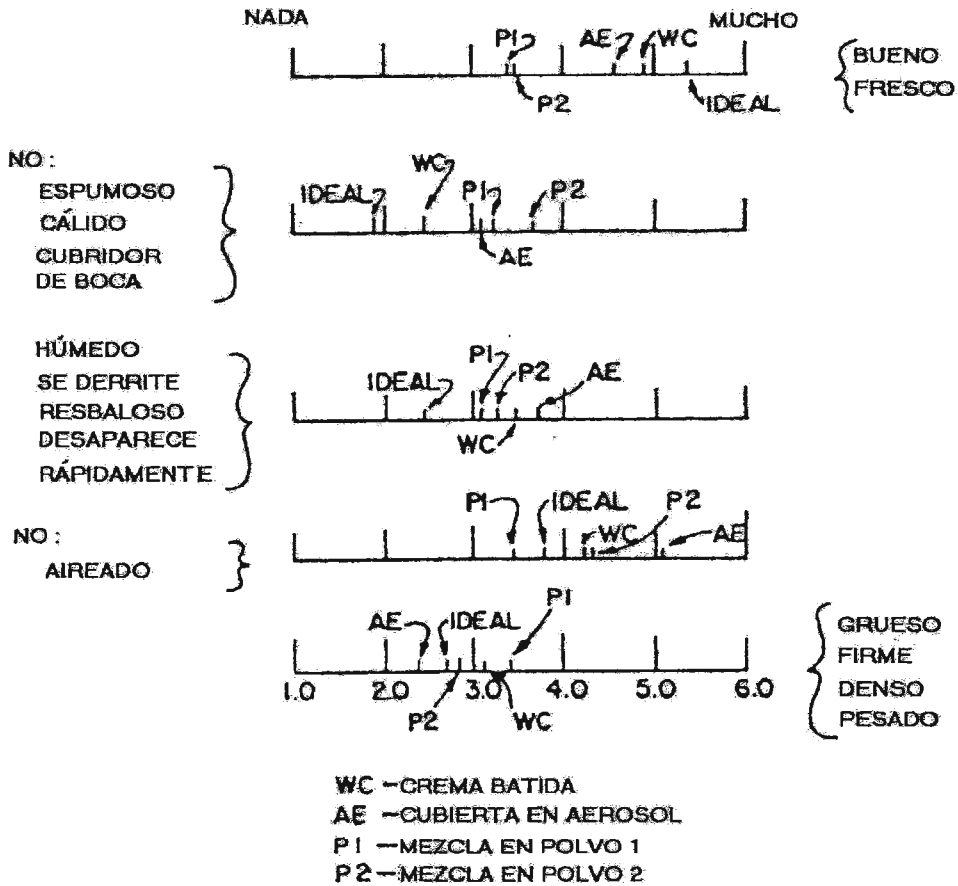 NADA MUCHO
P1 AE WC
P2 IDEAL
BUENO
FRESCO
NO:
ESPUMOSO
CÁLIDO
CUBRIDOR
DE BOCA
IDEAL WC P1 P2
AE
HÚMEDO
SE DERRITE
RESBALOSO
DESAPARECE
RÁPIDAMENTE
IDEAL P1 P2 AE
WC
NO:
AIREADO
P1 IDEAL WC P2 AE
AE IDEAL P1
1.0 2.0 3.0 4.0 5.0 6.0
P2 WC
GRUESO
FIRME
DENSO
PESADO
WC - CREMA BATIDA
AE - CUBIERTA EN AEROSOL
P1 - MEZCLA EN POLVO 1
P2 - MEZCLA EN POLVO 2